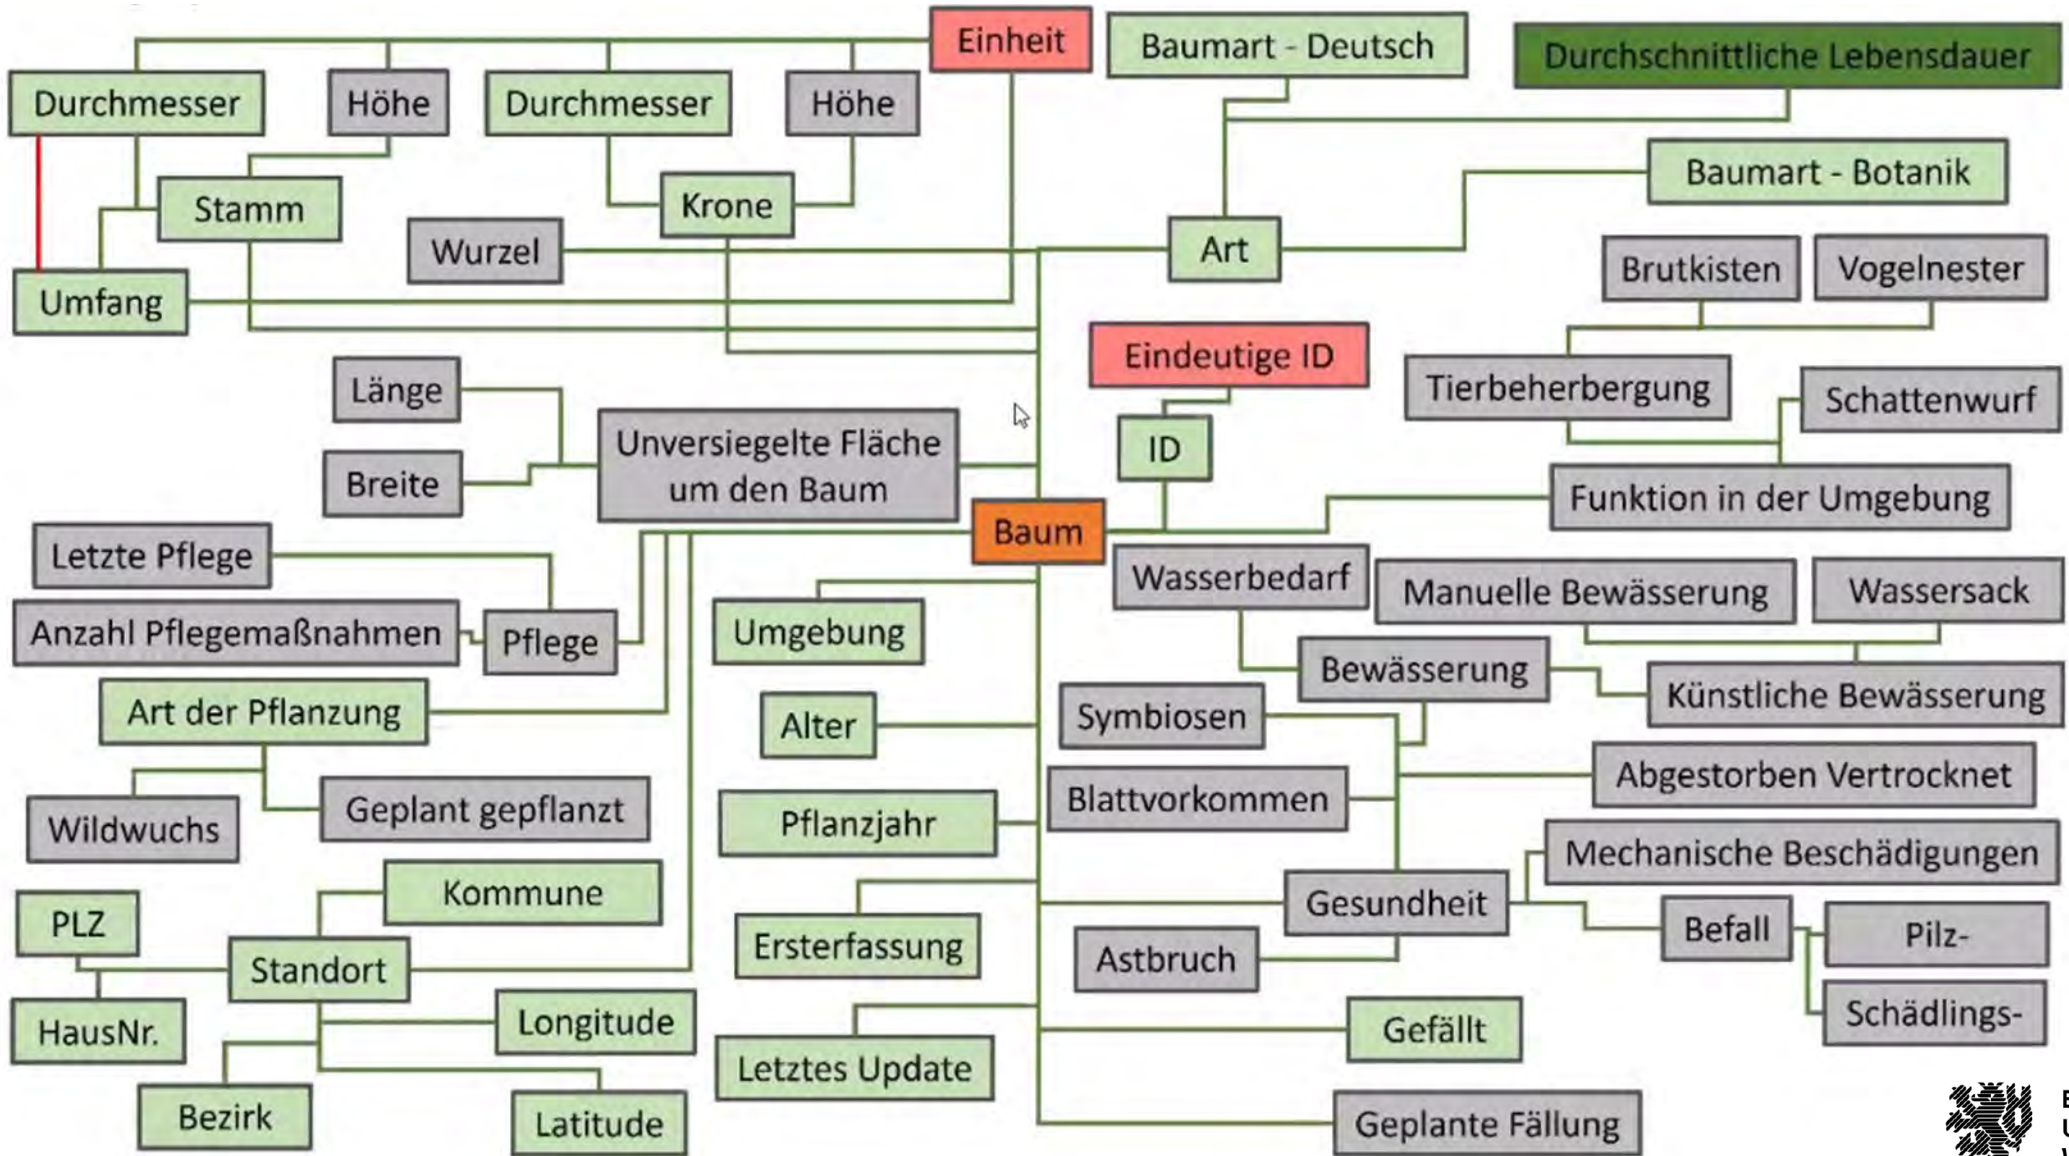 Einheit
Baumart - Deutsch
Durchschnittliche Lebensdauer
Durchmesser
Höhe
Durchmesser
Höhe
Baumart - Botanik
Stamm
Krone
Wurzel
Art
Brutkisten
Vogelnester
Umfang
Eindeutige ID
Länge
Tierbeherbergung
Schattenwurf
Unversiegelte Fläche
um den Baum
ID
Breite
Funktion in der Umgebung
Baum
Letzte Pflege
Wasserbedarf
Manuelle Bewässerung
Wassersack
Anzahl Pflegemaßnahmen
Pflege
Umgebung
Bewässerung
Künstliche Bewässerung
Art der Pflanzung
Alter
Symbiosen
Abgestorben Vertrocknet
Wildwuchs
Geplant gepflanzt
Pflanzjahr
Blattvorkommen
Mechanische Beschädigungen
Kommune
PLZ
Gesundheit
Befall
Pilz-
Standort
Ersterfassung
Astbruch
Schädlings-
HausNr.
Longitude
Gefällt
Letztes Update
Bezirk
Latitude
Geplante Fällung